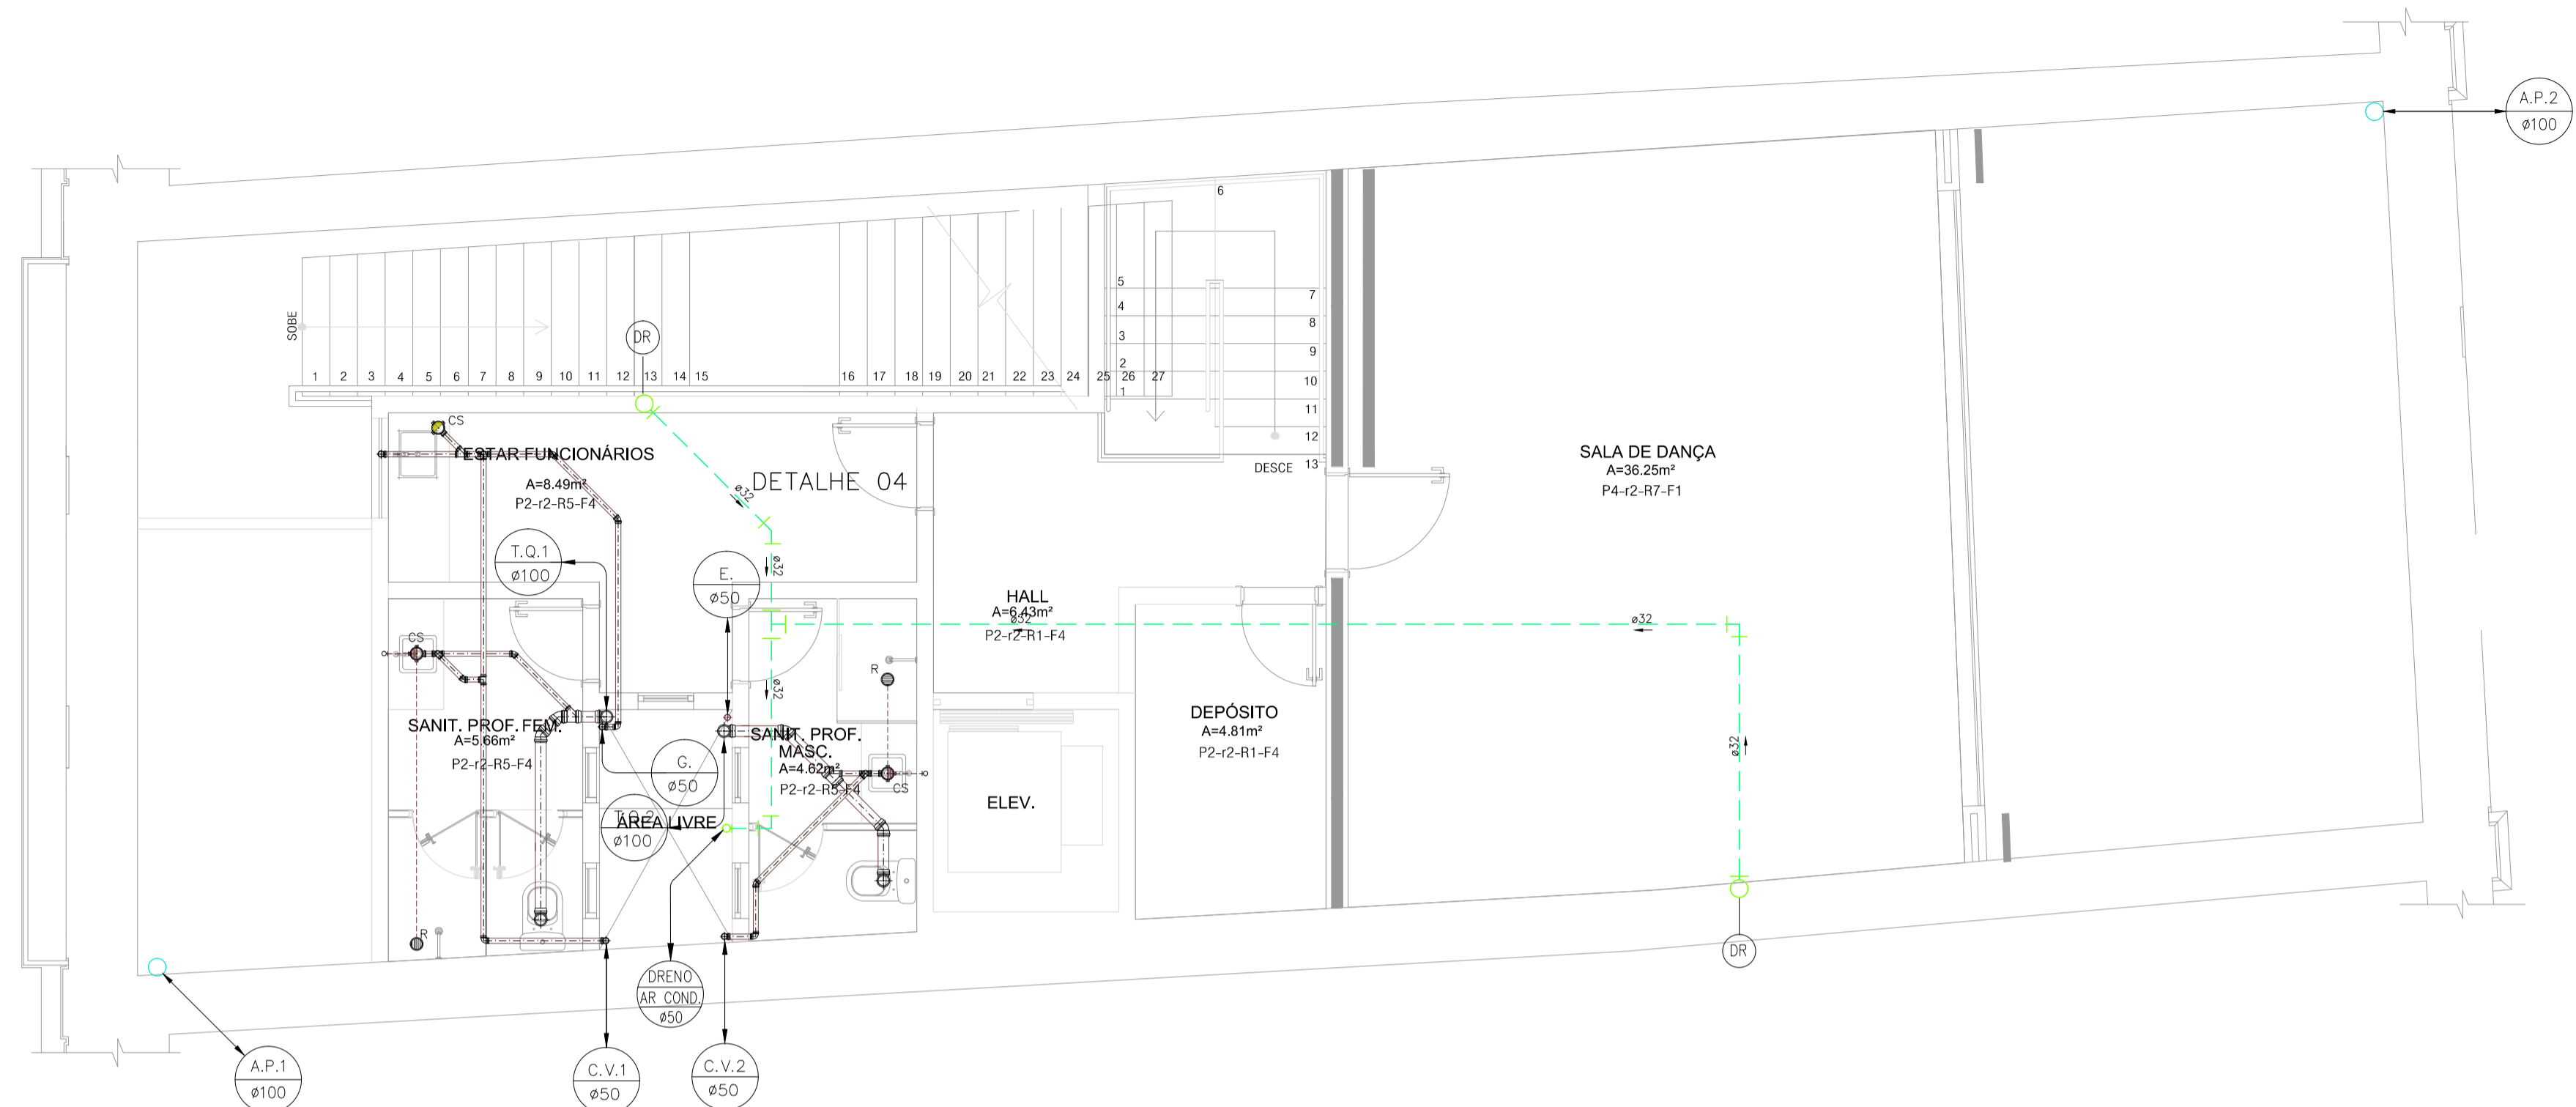 A.P.2
ø100
6
5
4
3
2
1
7
8
9
10
11
12
13
SOBE
DR
1 2 3 4 5 6 7 8 9 10 11 12 13 14 15 16 17 18 19 20 21 22 23 24 25 26 27
DESCE
CS
ESTAR FUNCIONÁRIOS
A=8.49m²
P2-r2-R5-F4
ø32
DETALHE 04
SALA DE DANÇA
A=36.25m²
P4-r2-R7-F1
T.Q.1
ø100
E.
ø50
ø32
HALL
A=6.43m²
ø32
P2-r2-R1-F4
ø32
CS
R
ø32
SANIT. PROF. FEM.
A=5.66m²
P2-r2-R5-F4
SANIT. PROF.
MASC.
A=4.62m²
P2-r2-R5-F4
CS
G.
ø50
DEPÓSITO
A=4.81m²
P2-r2-R1-F4
ø32
ELEV.
T.Q.2
ÁREA LIVRE
ø100
R
DR
DRENO
AR COND.
ø50
A.P.1
ø100
C.V.1
ø50
C.V.2
ø50